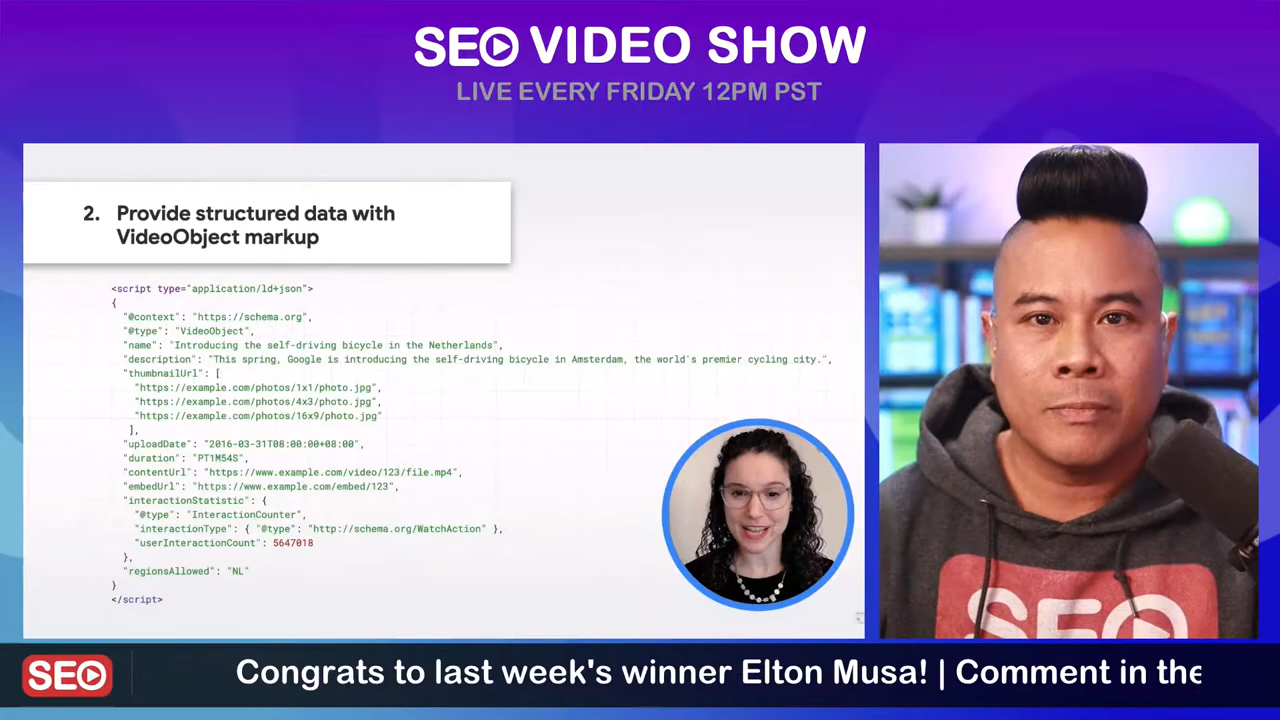 SEO VIDEO SHOW
LIVE EVERY FRIDAY 12PM PST
2. Provide structured data with
VideoObject markup
<script type="application/ld+json">
{
"@context": "https://schema.org",
"@type": "VideoObject",
"name": "Introducing the self-driving bicycle in the Netherlands",
"description": "This spring, Google is introducing the self-driving bicycle in Amsterdam, the world's premier cycling city.",
"thumbnailUrl": [
"https://example.com/photos/1x1/photo.jpg",
"https://example.com/photos/4x3/photo.jpg",
"https://example.com/photos/16x9/photo.jpg"
],
"uploadDate": "2016-03-31T08:00:00+08:00",
"duration": "PT1M54S",
"contentUrl": "https://www.example.com/video/123/file.mp4",
"embedUrl": "https://www.example.com/embed/123",
"interactionStatistic": {
"@type": "InteractionCounter",
"interactionType": { "@type": "http://schema.org/WatchAction" },
"userInteractionCount": 5647018
},
"regionsAllowed": "NL"
}
</script>
SEO
SEO
Congrats to last week's winner Elton Musa! | Comment in the